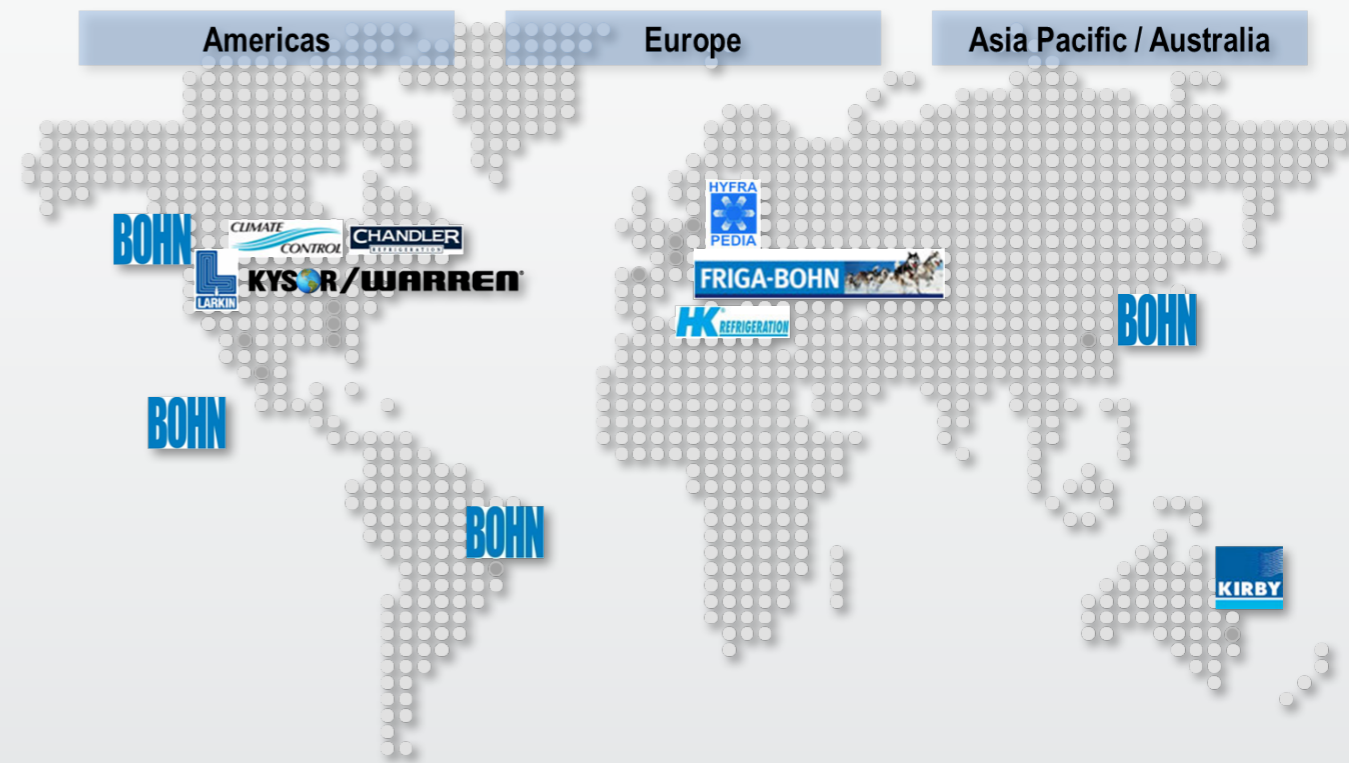 Americas
Europe
Asia Pacific / Australia
BOHN
CLIMATE
CONTROL
CHANDLER
REFRIGERATION
LARKIN
KYSOR/WARREN
HYFRA
PEDIA
FRIGA-BOHN
HK REFRIGERATION
BOHN
BOHN
BOHN
KIRBY